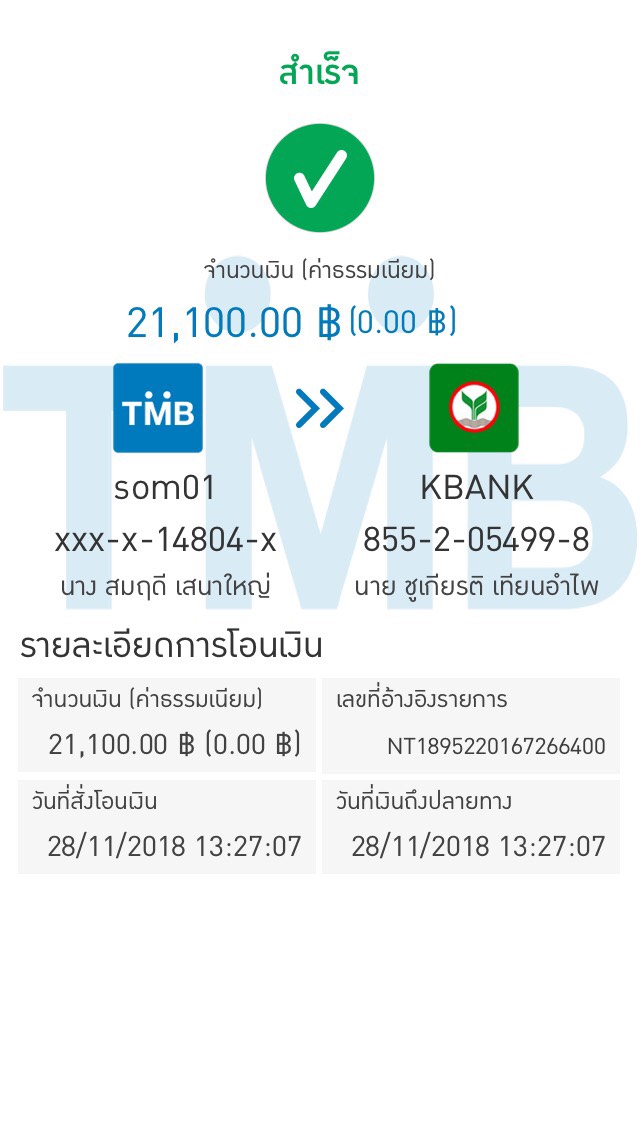 สำเร็จ
จำนวนเงิน (ค่าธรรมเนียม)
21,100.00 ฿ (0.00 ฿)
TMB
TMB
som01
KBANK
xxx-x-14804-x
855-2-05499-8
นาง สมฤดี เสนาใหญ่
นาย ชูเกียรติ เทียนอำไพ
รายละเอียดการโอนเงิน
จำนวนเงิน (ค่าธรรมเนียม)
เลขที่อ้างอิงรายการ
21,100.00 ฿ (0.00 ฿)
NT1895220167266400
วันที่สั่งโอนเงิน
วันที่เงินถึงปลายทาง
28/11/2018 13:27:07
28/11/2018 13:27:07